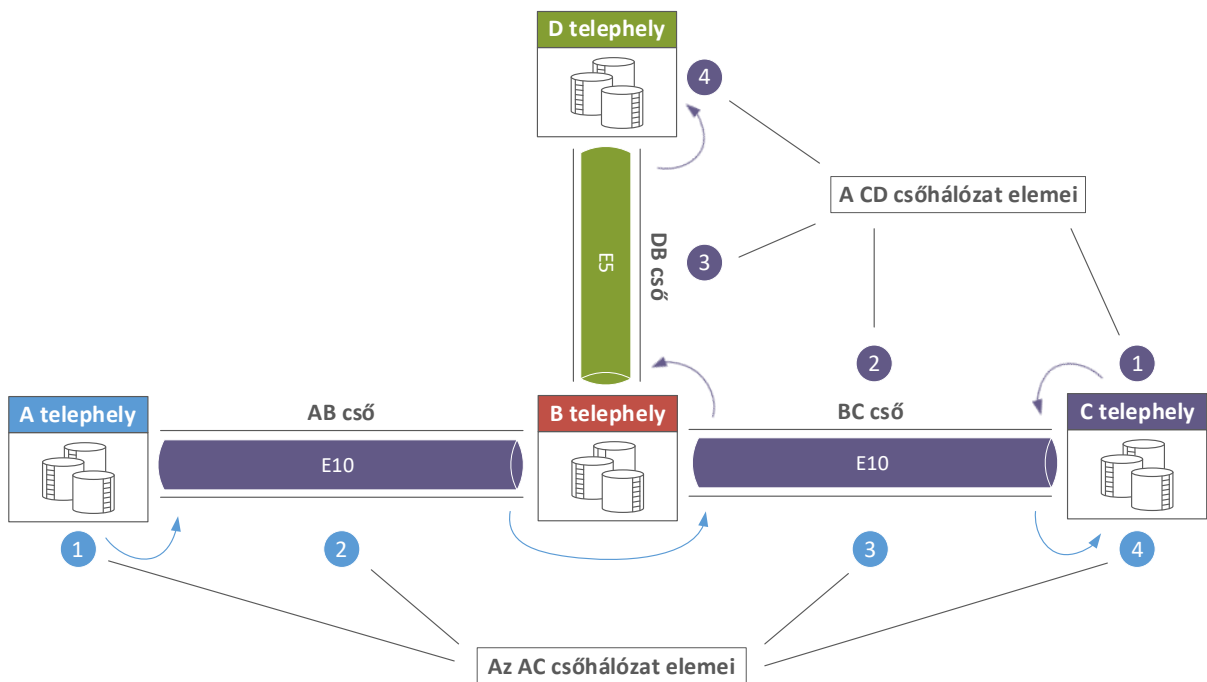 D telephely
4
A CD csőhálózat elemei
E5
DB cső
3
2
1
A telephely
AB cső
E10
B telephely
BC cső
E10
C telephely
1
2
3
4
Az AC csőhálózat elemei